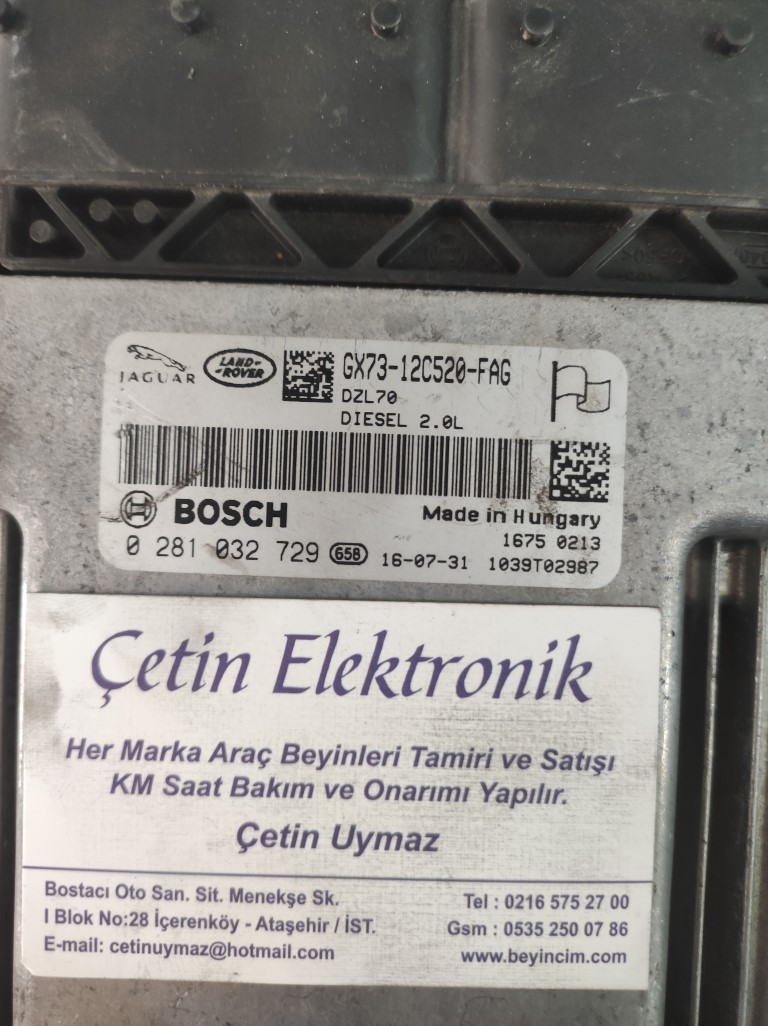 JAGUAR
LAND-
-ROVER
GX73-12C520-FAG
DZL70
DIESEL 2.0L
BOSCH
Made in Hungary
1675 0213
0 281 032 729 658 16-07-31 1039T02987
Çetin Elektronik
Her Marka Araç Beyinleri Tamiri ve Satışı
KM Saat Bakım ve Onarımı Yapılır.
Çetin Uymaz
Bostacı Oto San. Sit. Menekşe Sk.
I Blok No:28 İçerenköy - Ataşehir / İST.
E-mail: cetinuymaz@hotmail.com
Tel : 0216 575 27 00
Gsm : 0535 250 07 86
www.beyincim.com